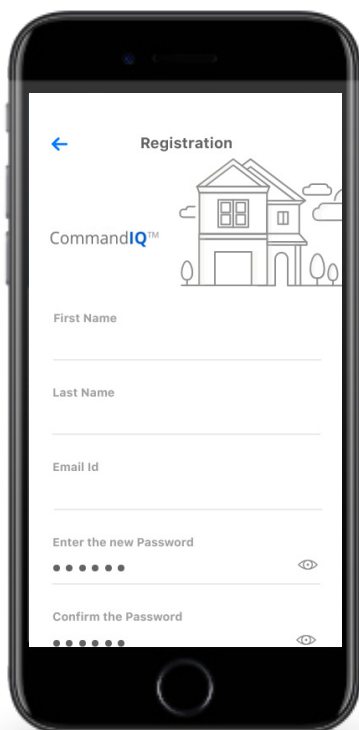 Registration
CommandIQ™
First Name
Last Name
Email Id
Enter the new Password
Confirm the Password